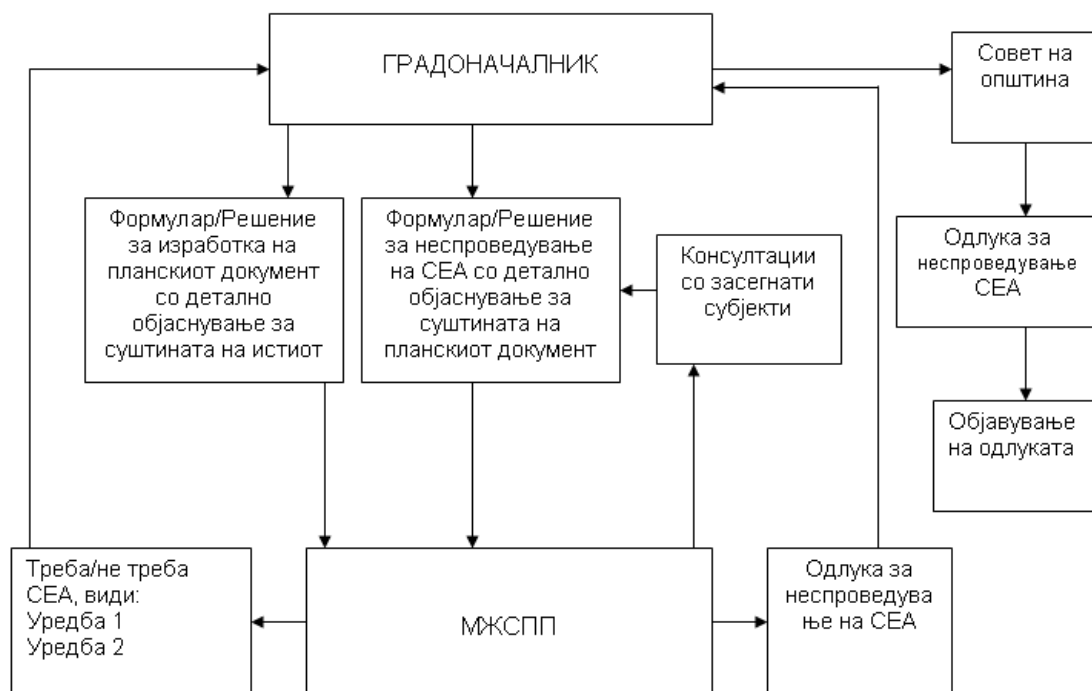 ГРАДОНАЧАЛНИК
Совет на
општина
Формулар/Решение
за изработка на
планскиот документ
со детално
објаснување за
суштината на истиот
Формулар/Решение
за неспроведување
на СЕА со детално
објаснување за
суштината на
планскиот документ
Консултации
со засегнати
субјекти
Одлука за
неспроведување
СЕА
Објавување
на одлуката
Треба/не треба
СЕА, види:
Уредба 1
Уредба 2
МЖСПП
Одлука за
неспроведува
ње на СЕА